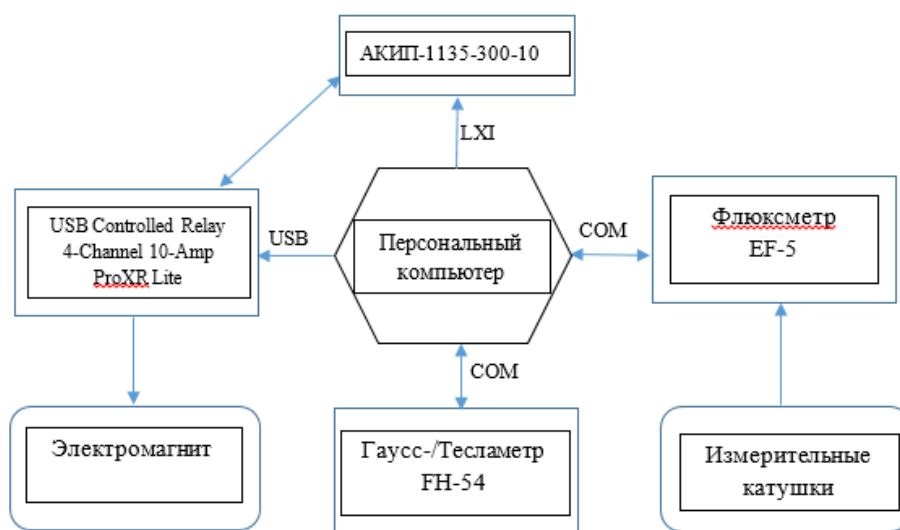 АКИП-1135-300-10
LXI
USB Controlled Relay
4-Channel 10-Amp
ProXR Lite
USB
Персональный
компьютер
COM
Флюксметр
EF-5
COM
Электромагнит
Гаусс-/Тесламетр
FH-54
Измерительные
катушки